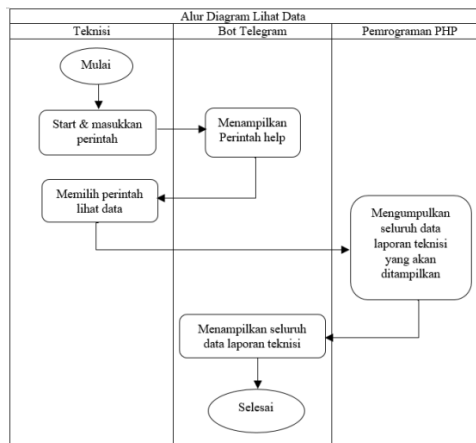 Alur Diagram Lihat Data
Teknisi
Bot Telegram
Pemrograman PHP
Mulai
Start & masukkan
perintah
Menampilkan
Perintah help
Memilih perintah
lihat data
Mengumpulkan
seluruh data
laporan teknisi
yang akan
ditampilkan
Menampilkan seluruh
data laporan teknisi
Selesai